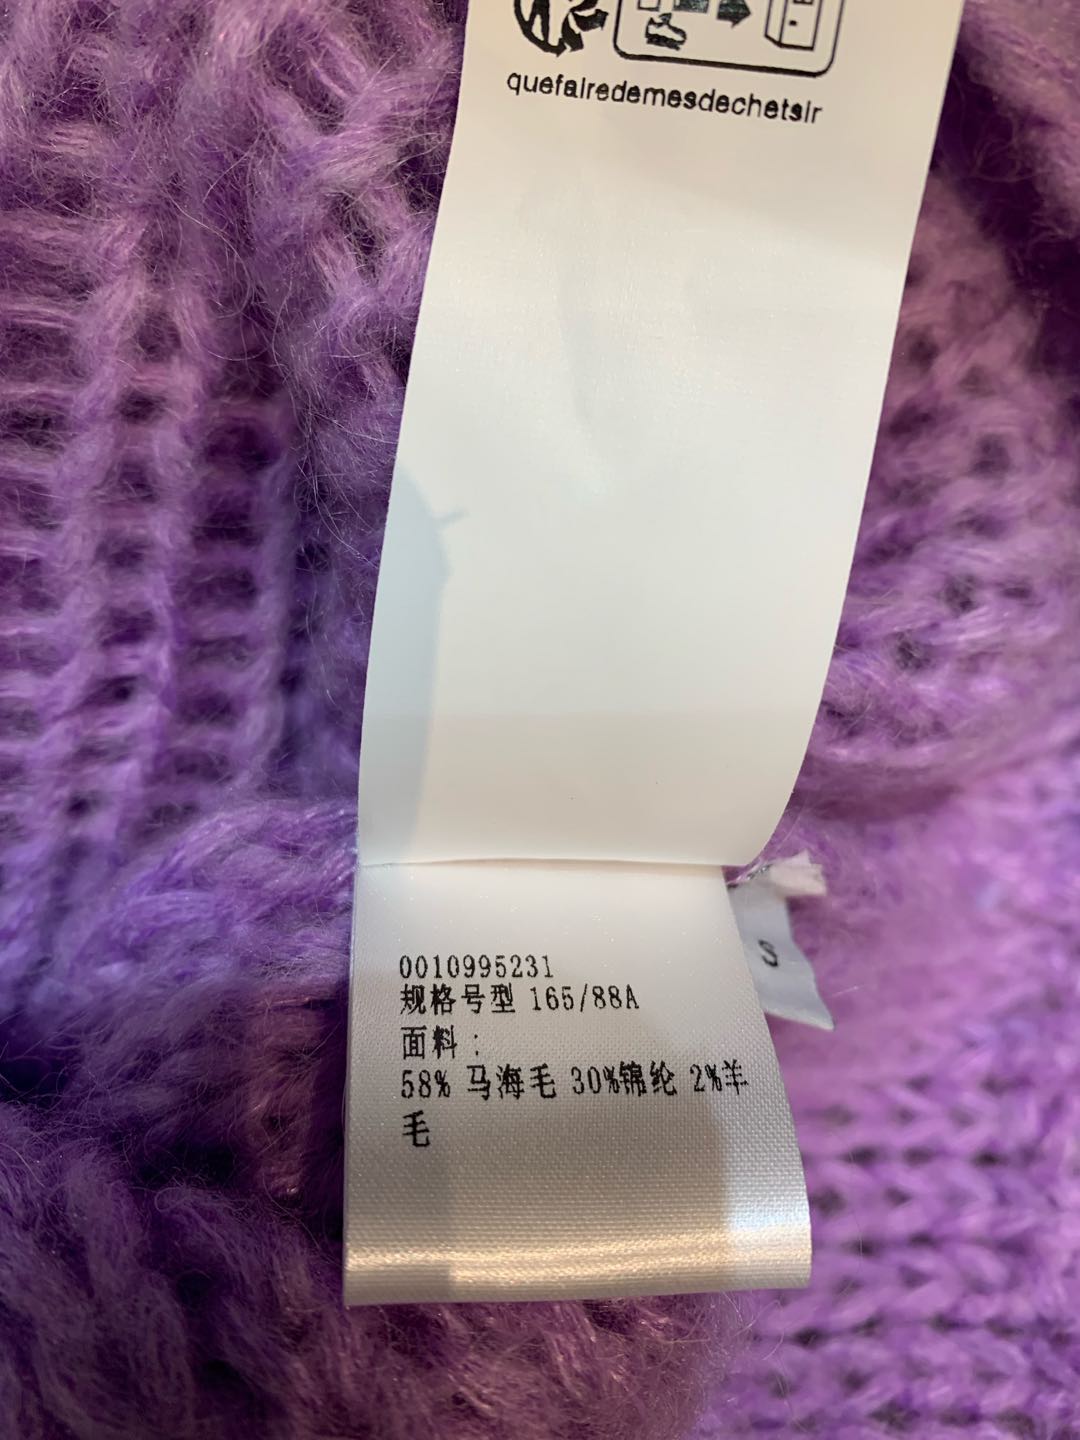 quefairedemesdechetsir
0010995231
规格号型 165/88A
面料：
58% 马海毛 30%锦纶 2%羊
毛
S